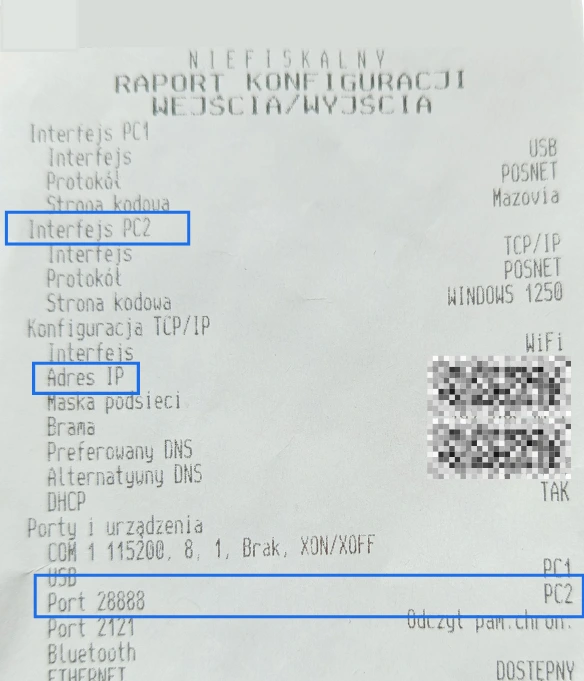 NIEFISKALNY
RAPORT KONFIGURACJI
WEJŚCIA/WYJŚCIA
Interfejs PC1
Interfejs USB
Protokół POSNET
Strona kodowa Mazovia
Interfejs PC2
Interfejs TCP/IP
Protokół POSNET
Strona kodowa WINDOWS 1250
Konfiguracja TCP/IP
Interfejs WiFi
Adres IP
Maska podsieci
Brama
Preferowany DNS
Alternatywny DNS
DHCP TAK
Porty i urządzenia
COM 1 115200, 8, 1, Brak, XON/XOFF
USB PC1
Port 28888 PC2
Port 2121 Odczyt pam.chron.
Bluetooth
ETHERNET DOSTĘPNY